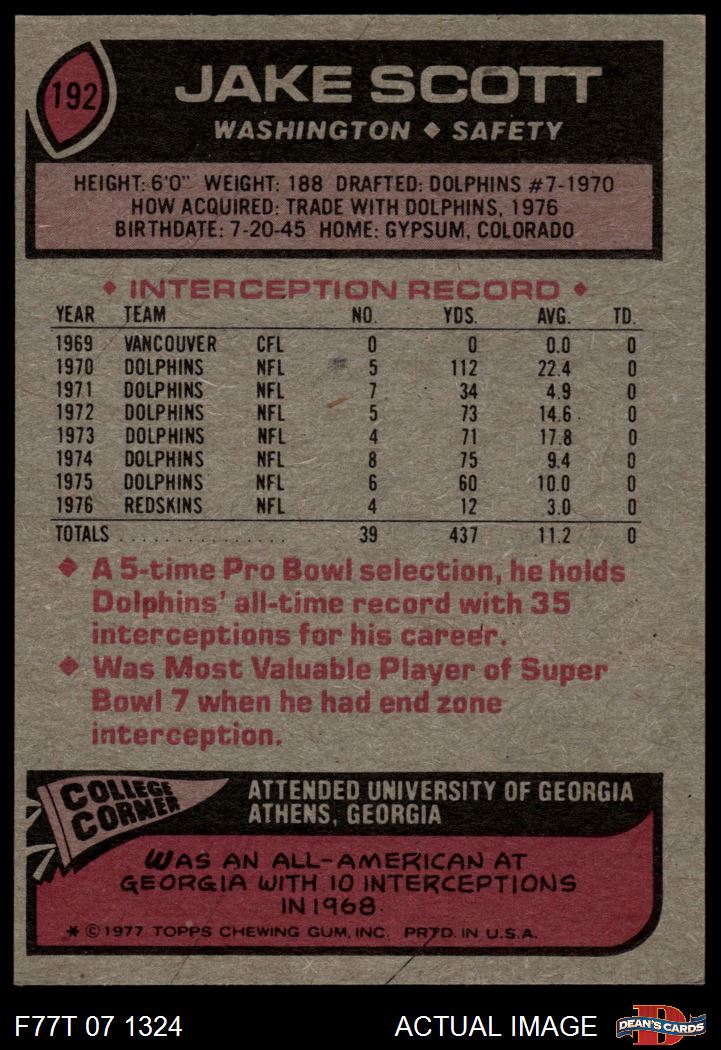 192
JAKE SCOTT
WASHINGTON ♦ SAFETY
HEIGHT: 6'0" WEIGHT: 188 DRAFTED: DOLPHINS #7-1970
HOW ACQUIRED: TRADE WITH DOLPHINS, 1976
BIRTHDATE: 7-20-45 HOME: GYPSUM, COLORADO
♦ INTERCEPTION RECORD ♦
YEAR TEAM NO. YDS. AVG. TD.
1969 VANCOUVER CFL 0 0 0.0 0
1970 DOLPHINS NFL 5 112 22.4 0
1971 DOLPHINS NFL 7 34 4.9 0
1972 DOLPHINS NFL 5 73 14.6 0
1973 DOLPHINS NFL 4 71 17.8 0
1974 DOLPHINS NFL 8 75 9.4 0
1975 DOLPHINS NFL 6 60 10.0 0
1976 REDSKINS NFL 4 12 3.0 0
TOTALS . . . . . . . . . . . . . . . 39 437 11.2 0
♦ A 5-time Pro Bowl selection, he holds
Dolphins' all-time record with 35
interceptions for his career.
♦ Was Most Valuable Player of Super
Bowl 7 when he had end zone
interception.
COLLEGE
CORNER
ATTENDED UNIVERSITY OF GEORGIA
ATHENS, GEORGIA
WAS AN ALL-AMERICAN AT
GEORGIA WITH 10 INTERCEPTIONS
IN 1968.
* © 1977 TOPPS CHEWING GUM, INC. PRTD. IN U.S.A.
F77T 07 1324 ACTUAL IMAGE
D
DEAN'S CARDS